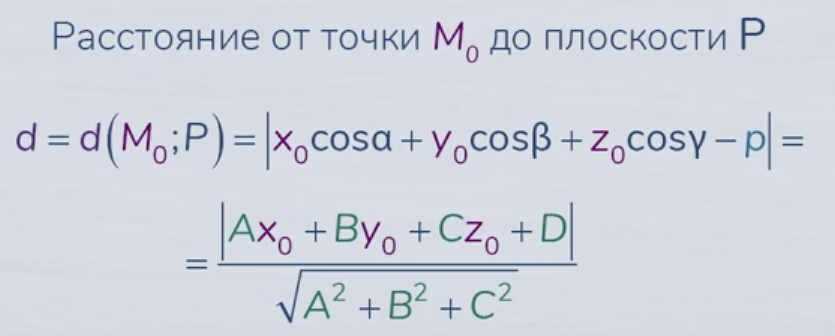 Расстояние от точки M₀ до плоскости P
d = d(M₀;P) = |x₀cosα + y₀cosβ + z₀cosγ − p| =
= |Ax₀ + By₀ + Cz₀ + D| / √(A² + B² + C²)